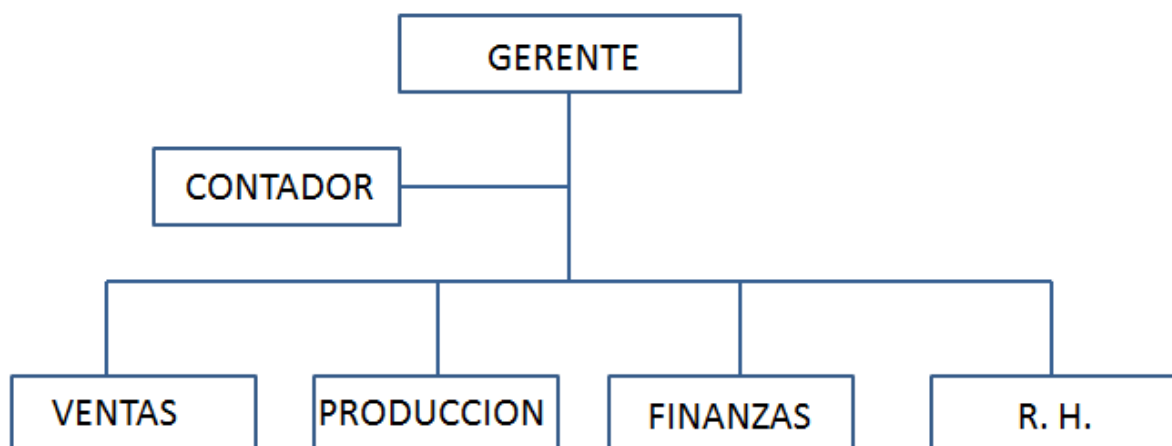 GERENTE
CONTADOR
VENTAS
PRODUCCION
FINANZAS
R. H.